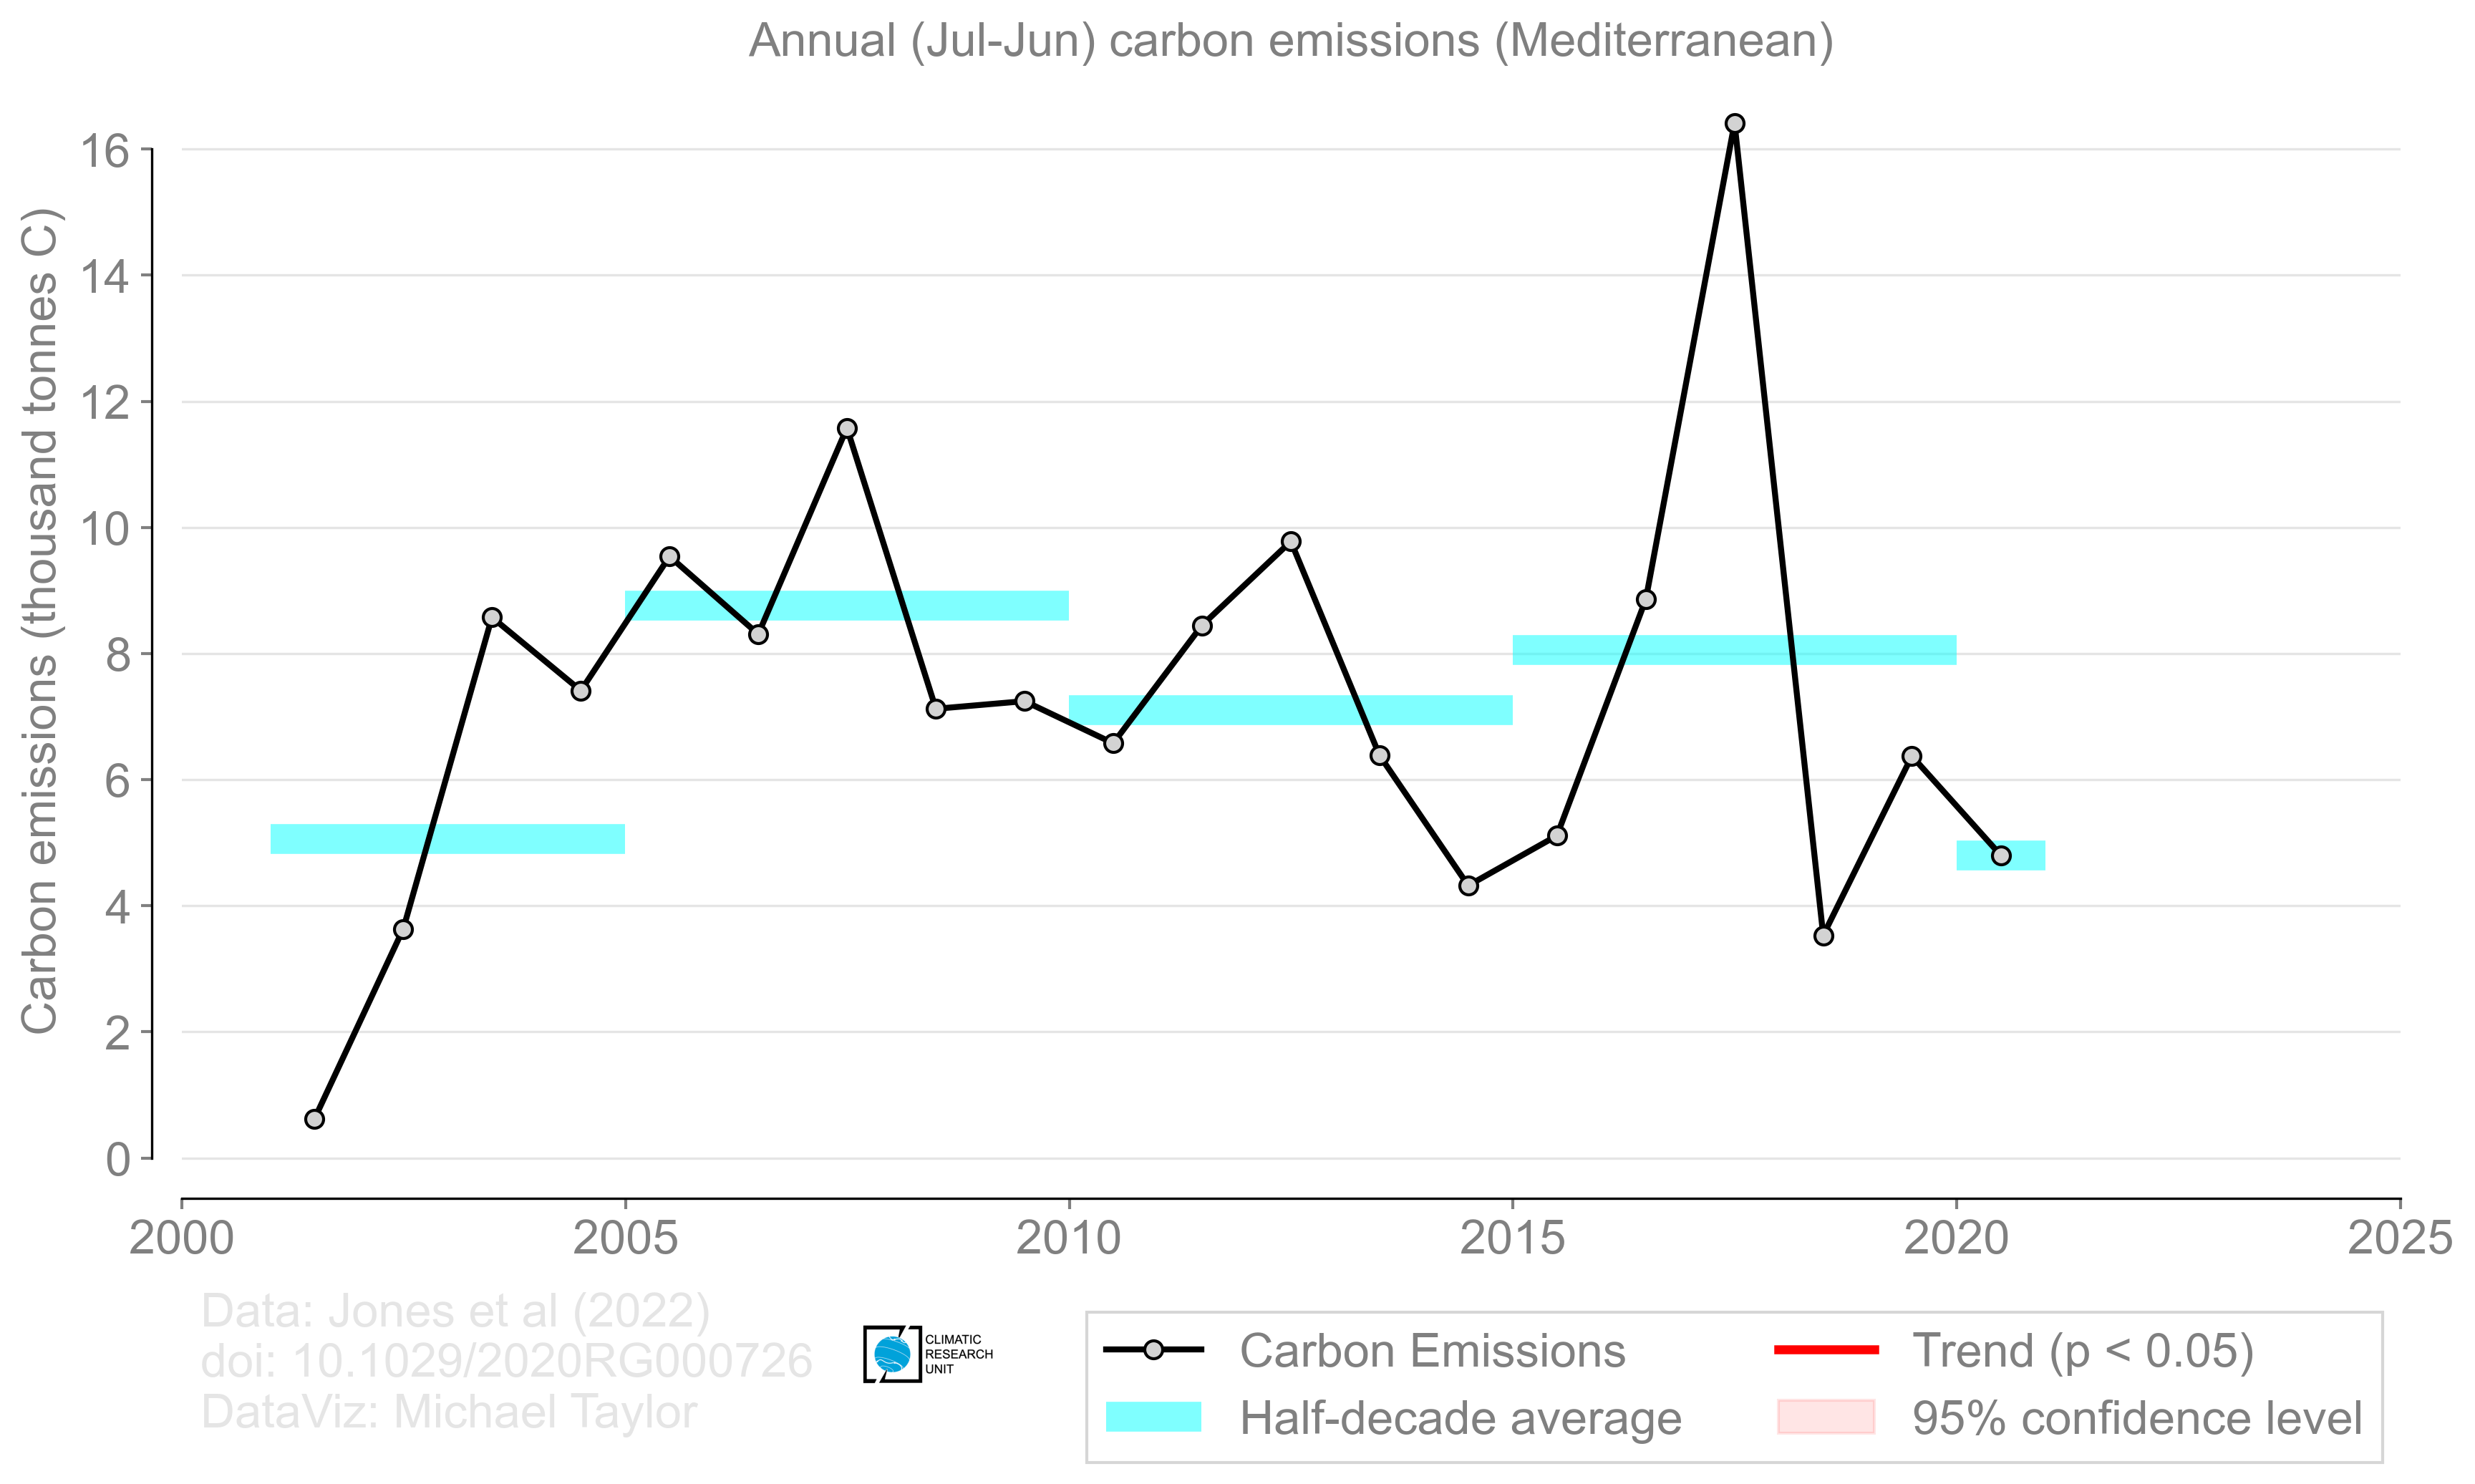 Annual (Jul-Jun) carbon emissions (Mediterranean)
Carbon emissions (thousand tonnes C)
16
14
12
10
8
6
4
2
0
2000 2005 2010 2015 2020 2025
Data: Jones et al (2022)
doi: 10.1029/2020RG000726
DataViz: Michael Taylor
CLIMATIC
RESEARCH
UNIT
Carbon Emissions
Half-decade average
Trend (p < 0.05)
95% confidence level